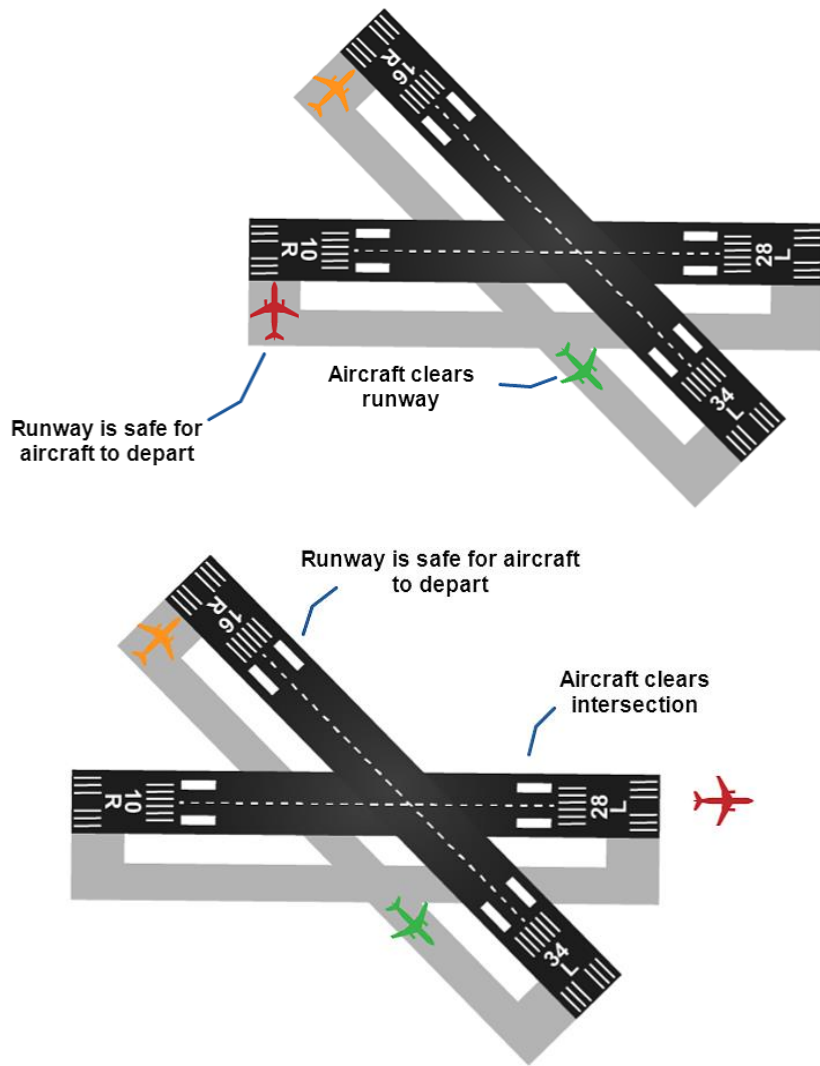 16
R
10
R
28
L
Aircraft clears
runway
34
L
Runway is safe for
aircraft to depart
Runway is safe for aircraft
to depart
16
R
Aircraft clears
intersection
10
R
28
L
34
L